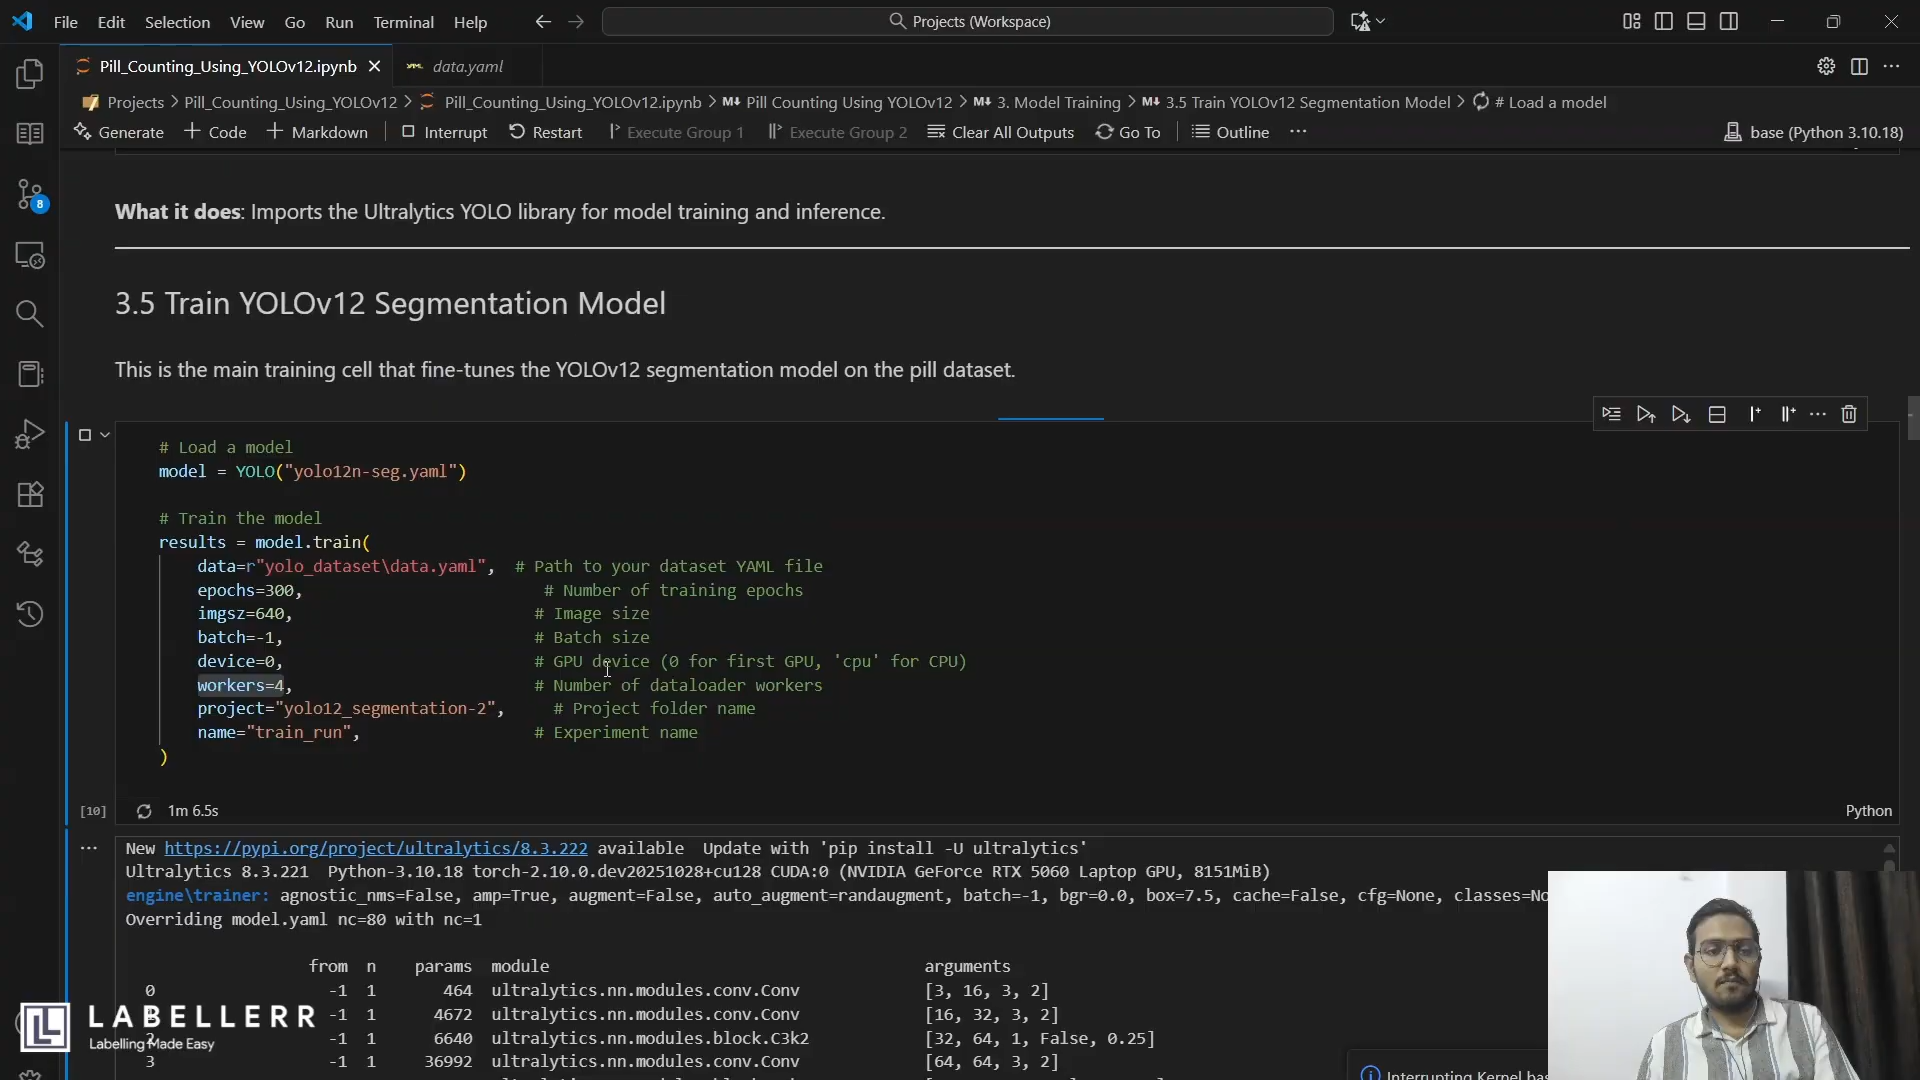 File Edit Selection View Go Run Terminal Help
Projects (Workspace)
Pill_Counting_Using_YOLOv12.ipynb
data.yaml
Projects > Pill_Counting_Using_YOLOv12 > Pill_Counting_Using_YOLOv12.ipynb > M↓ Pill Counting Using YOLOv12 > M↓ 3. Model Training > M↓ 3.5 Train YOLOv12 Segmentation Model > # Load a model
Generate + Code + Markdown Interrupt Restart Execute Group 1 Execute Group 2 Clear All Outputs Go To Outline ... base (Python 3.10.18)
8
What it does: Imports the Ultralytics YOLO library for model training and inference.
3.5 Train YOLOv12 Segmentation Model
This is the main training cell that fine-tunes the YOLOv12 segmentation model on the pill dataset.
# Load a model
model = YOLO("yolo12n-seg.yaml")
# Train the model
results = model.train(
data=r"yolo_dataset\data.yaml", # Path to your dataset YAML file
epochs=300, # Number of training epochs
imgsz=640, # Image size
batch=-1, # Batch size
device=0, # GPU device (0 for first GPU, 'cpu' for CPU)
workers=4, # Number of dataloader workers
project="yolo12_segmentation-2", # Project folder name
name="train_run", # Experiment name
)
[10] 1m 6.5s Python
New https://pypi.org/project/ultralytics/8.3.222 available Update with 'pip install -U ultralytics'
Ultralytics 8.3.221 Python-3.10.18 torch-2.10.0.dev20251028+cu128 CUDA:0 (NVIDIA GeForce RTX 5060 Laptop GPU, 8151MiB)
engine\trainer: agnostic_nms=False, amp=True, augment=False, auto_augment=randaugment, batch=-1, bgr=0.0, box=7.5, cache=False, cfg=None, classes=No
Overriding model.yaml nc=80 with nc=1
from n params module arguments
0 -1 1 464 ultralytics.nn.modules.conv.Conv [3, 16, 3, 2]
-1 1 4672 ultralytics.nn.modules.conv.Conv [16, 32, 3, 2]
2 -1 1 6640 ultralytics.nn.modules.block.C3k2 [32, 64, 1, False, 0.25]
3 -1 1 36992 ultralytics.nn.modules.conv.Conv [64, 64, 3, 2]
LABELLERR
Labelling Made Easy
Interrupting Kernel